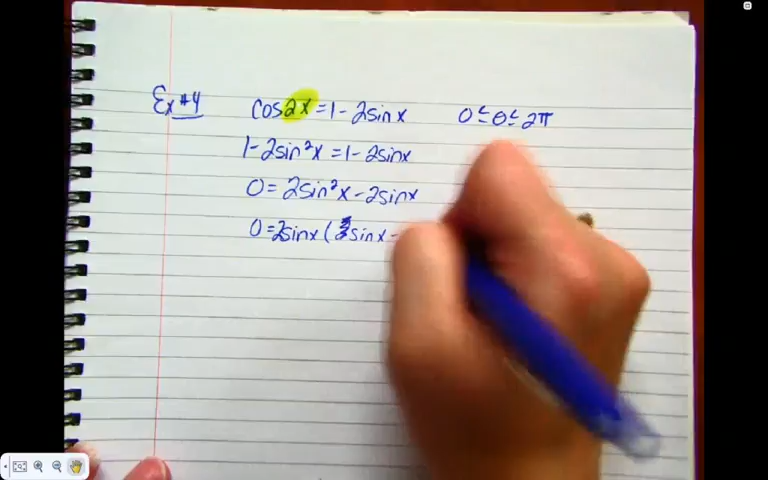 Ex #4 cos2x = 1 - 2sinx 0 ≤ θ ≤ 2π
1 - 2sin²x = 1 - 2sinx
0 = 2sin²x - 2sinx
0 = 2sinx ( sinx -